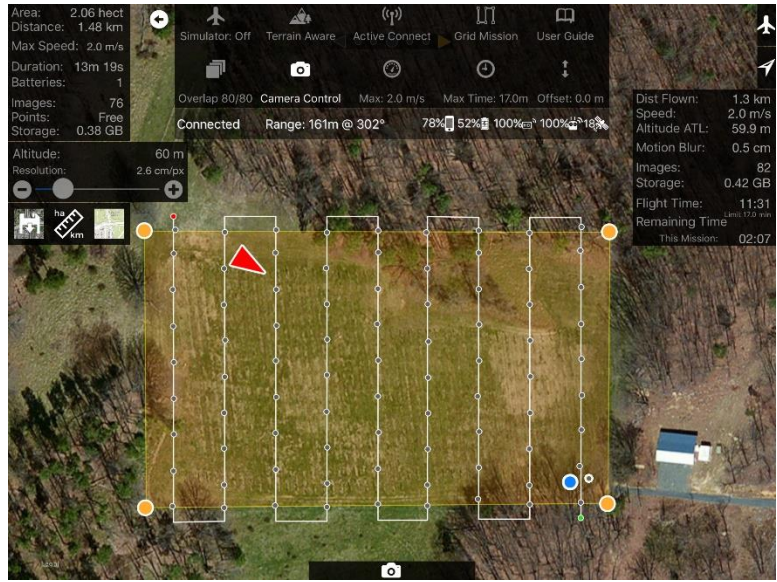 Area: 2.06 hect
Distance: 1.48 km
Max Speed: 2.0 m/s
Duration: 13m 19s
Batteries: 1
Images: 76
Points: Free
Storage: 0.38 GB
Altitude: 60 m
Resolution: 2.6 cm/px
ha
km
Simulator: Off
Terrain Aware
Active Connect
Grid Mission
User Guide
Overlap 80/80
Camera Control
Max: 2.0 m/s
Max Time: 17.0m
Offset: 0.0 m
Connected
Range: 161m @ 302°
78% 52% 100% 100% 18
Dist Flown: 1.3 km
Speed: 2.0 m/s
Altitude ATL: 59.9 m
Motion Blur: 0.5 cm
Images: 82
Storage: 0.42 GB
Flight Time: 11:31
Limit 17.0 min
Remaining Time
This Mission: 02:07